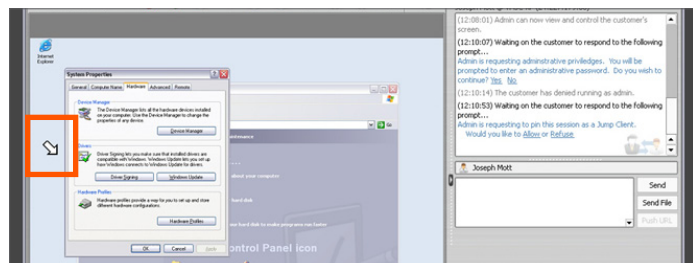 Internet
Explorer
System Properties
General
Computer Name
Hardware
Advanced
Remote
Device Manager
The Device Manager lists all the hardware devices installed
on your computer. Use the Device Manager to change the
properties of any device.
Device Manager
Drivers
Driver Signing lets you make sure that installed drivers are
compatible with Windows. Windows Update lets you set up
how Windows connects to Windows Update for drivers.
Driver Signing
Windows Update
Hardware Profiles
Hardware profiles provide a way for you to set up and store
different hardware configurations.
Hardware Profiles
OK
Cancel
Apply
Go
about your computer
hard disk
hard disk to make programs run faster
ontrol Panel icon
(12:08:01) Admin can now view and control the customer's
screen.
(12:10:07) Waiting on the customer to respond to the following
prompt...
Admin is requesting administrative priviledges. You will be
prompted to enter an administrative password. Do you wish to
continue? Yes No
(12:10:14) The customer has denied running as admin.
(12:10:53) Waiting on the customer to respond to the following
prompt...
Admin is requesting to pin this session as a Jump Client.
Would you like to Allow or Refuse
Joseph Mott
Send
Send File
Push URL